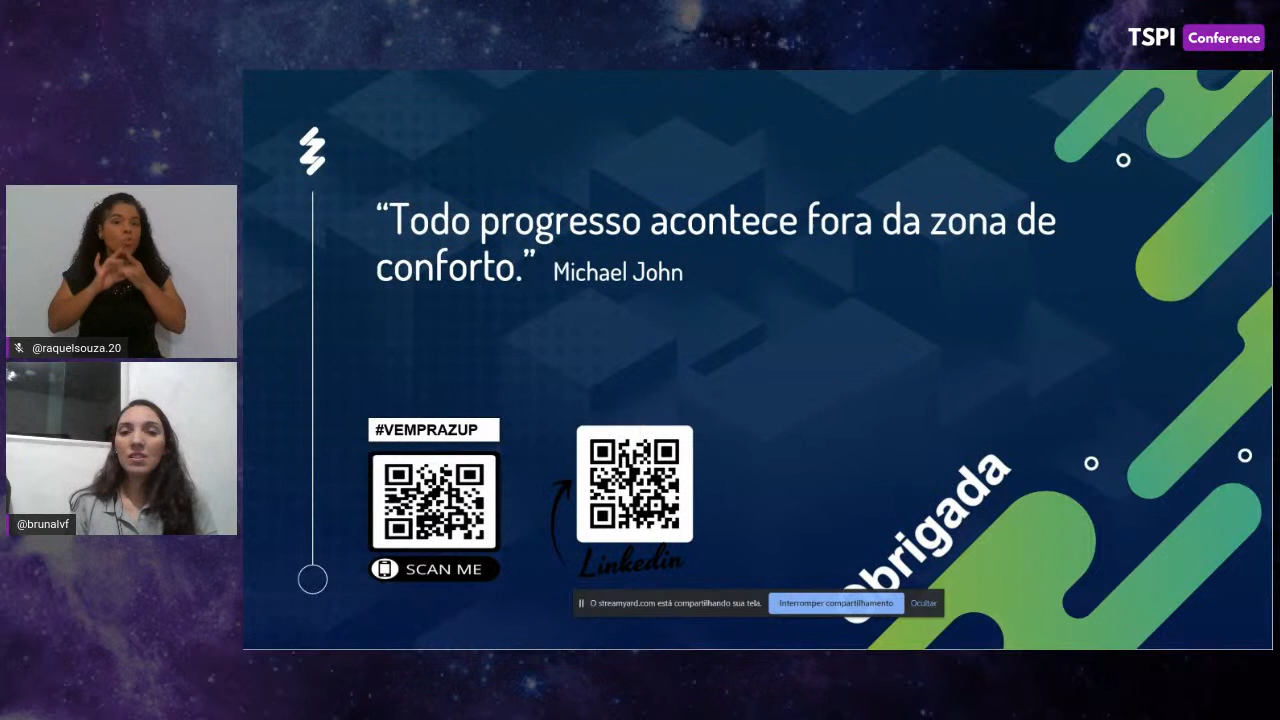 TSPI Conference
“Todo progresso acontece fora da zona de
conforto.” Michael John
#VEMPRAZUP
SCAN ME
Linkedin
Obrigada
O streamyard.com está compartilhando sua tela. Interromper compartilhamento Ocultar
@raquelsouza.20
@brunalvf